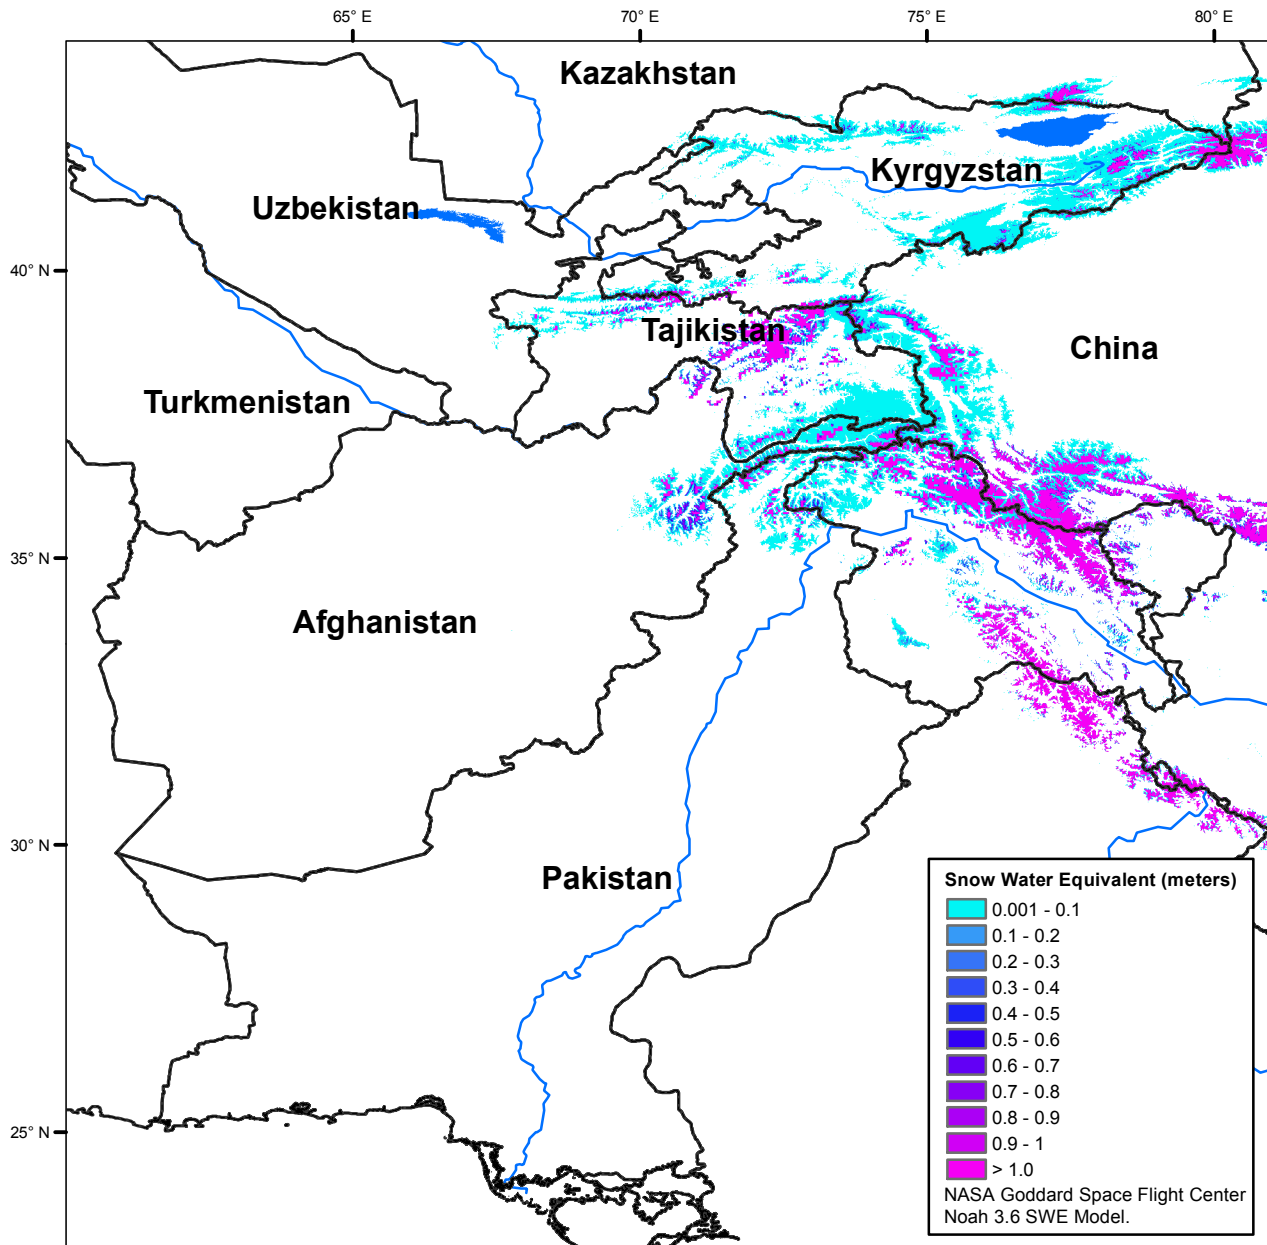 65° E
70° E
75° E
80° E
Kazakhstan
Kyrgyzstan
Uzbekistan
40° N
Tajikistan
China
Turkmenistan
35° N
Afghanistan
30° N
Pakistan
25° N
Snow Water Equivalent (meters)
0.001 - 0.1
0.1 - 0.2
0.2 - 0.3
0.3 - 0.4
0.4 - 0.5
0.5 - 0.6
0.6 - 0.7
0.7 - 0.8
0.8 - 0.9
0.9 - 1
> 1.0
NASA Goddard Space Flight Center
Noah 3.6 SWE Model.